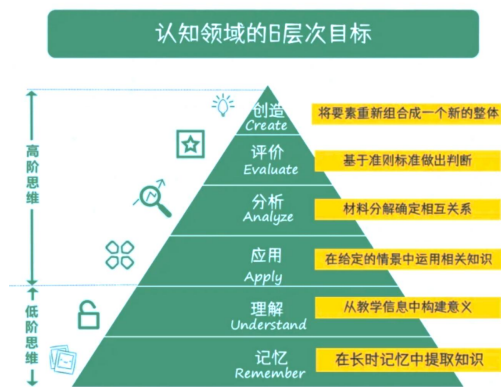 认知领域的6层次目标
创造
Create
将要素重新组合成一个新的整体
评价
Evaluate
基于准则标准做出判断
分析
Analyze
材料分解确定相互关系
应用
Apply
在给定的情景中运用相关知识
理解
Understand
从教学信息中构建意义
记忆
Remember
在长时记忆中提取知识
高阶思维
低阶思维